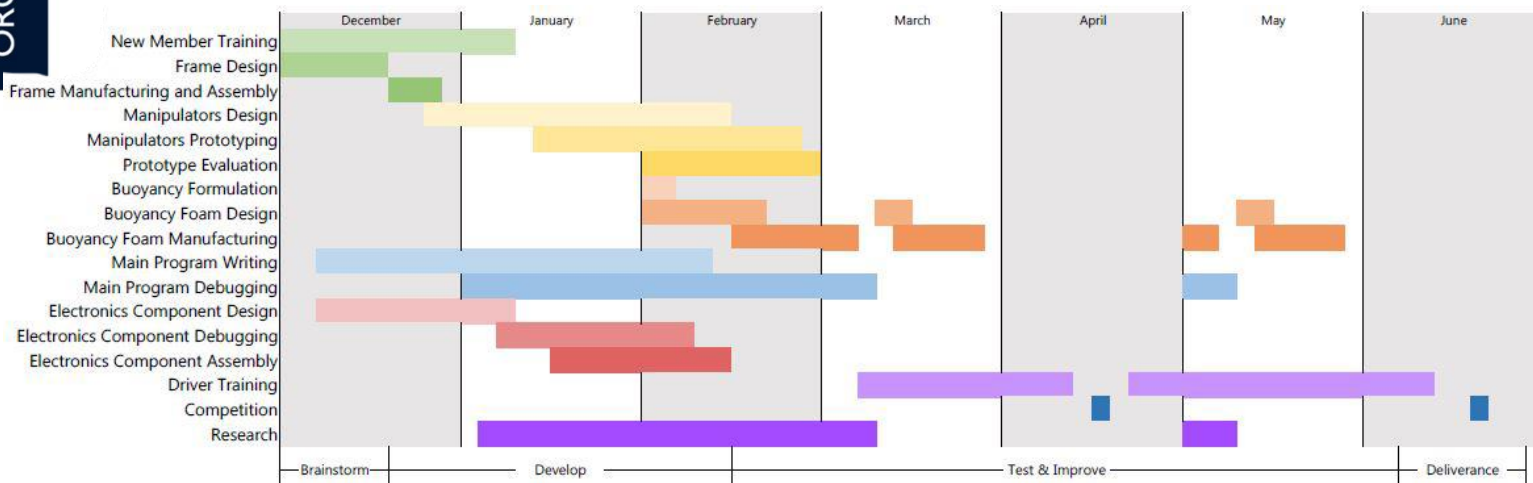 December January February March April May June
New Member Training
Frame Design
Frame Manufacturing and Assembly
Manipulators Design
Manipulators Prototyping
Prototype Evaluation
Buoyancy Formulation
Buoyancy Foam Design
Buoyancy Foam Manufacturing
Main Program Writing
Main Program Debugging
Electronics Component Design
Electronics Component Debugging
Electronics Component Assembly
Driver Training
Competition
Research
Brainstorm Develop Test & Improve Deliverance